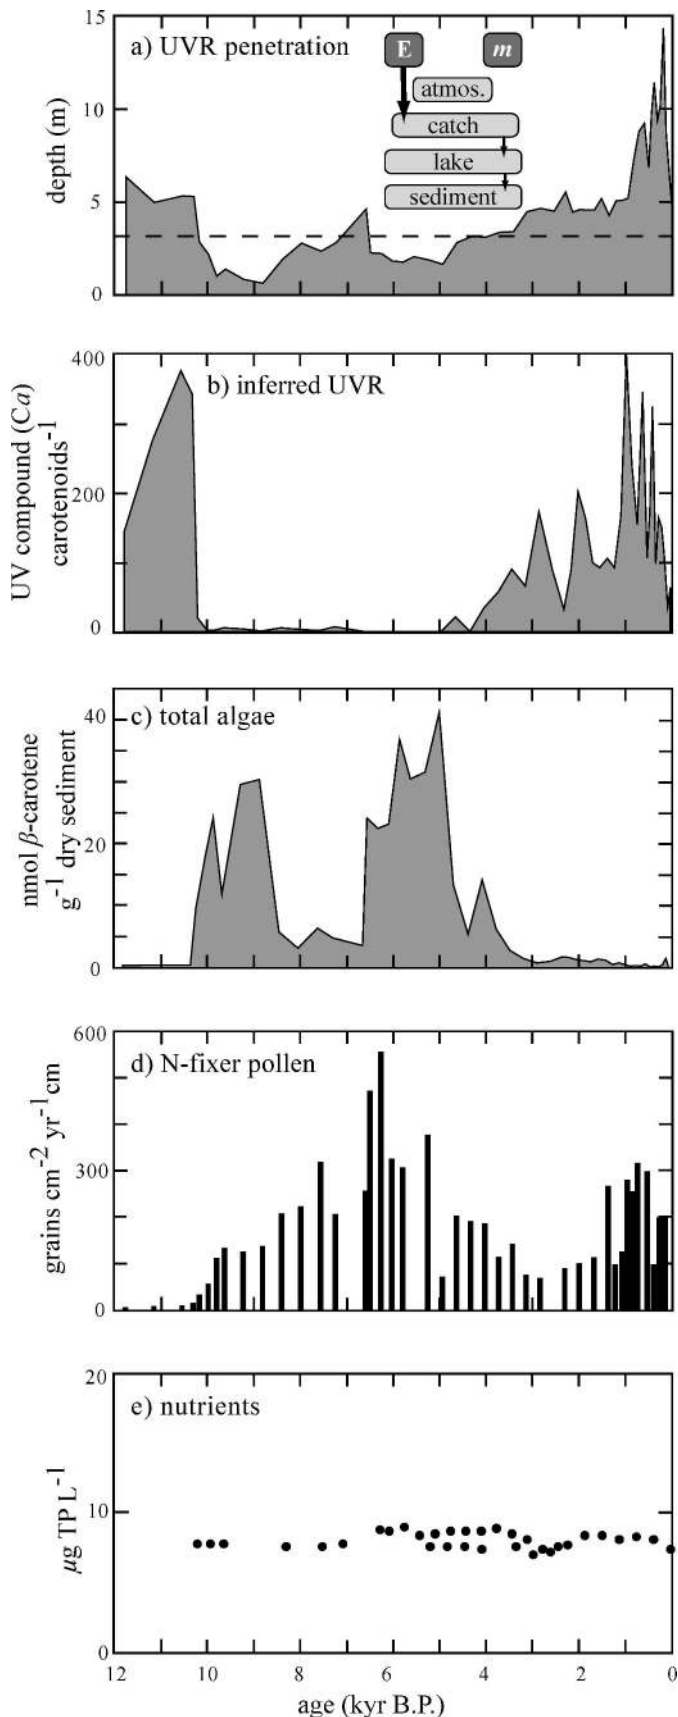 15
a) UVR penetration
E
m
atmos.
10
catch
lake
5
sediment
0
depth (m)
400
b) inferred UVR
200
0
UV compound (Ca)
carotenoids-1
40
c) total algae
20
0
nmol β-carotene
g-1 dry sediment
600
d) N-fixer pollen
300
0
grains cm-2 yr-1cm
20
e) nutrients
10
0
µg TP L-1
12 10 8 6 4 2 0
age (kyr B.P.)